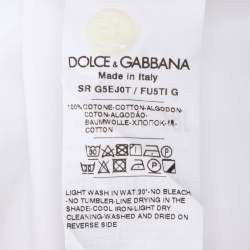 DOLCE & GABBANA
Made in Italy
SR G5EJ0T / FU5TI G
100% COTONE-COTTON-ALGODON-
COTON-ALGODÃO-
BAUMWOLLE-ХЛОПОК-棉
COTTON
LIGHT WASH IN WAT.30°-NO BLEACH
-NO TUMBLER-LINE DRYING IN THE
SHADE-COOL IRON-LIGHT DRY
CLEANING-WASHED AND DRIED ON
REVERSE SIDE